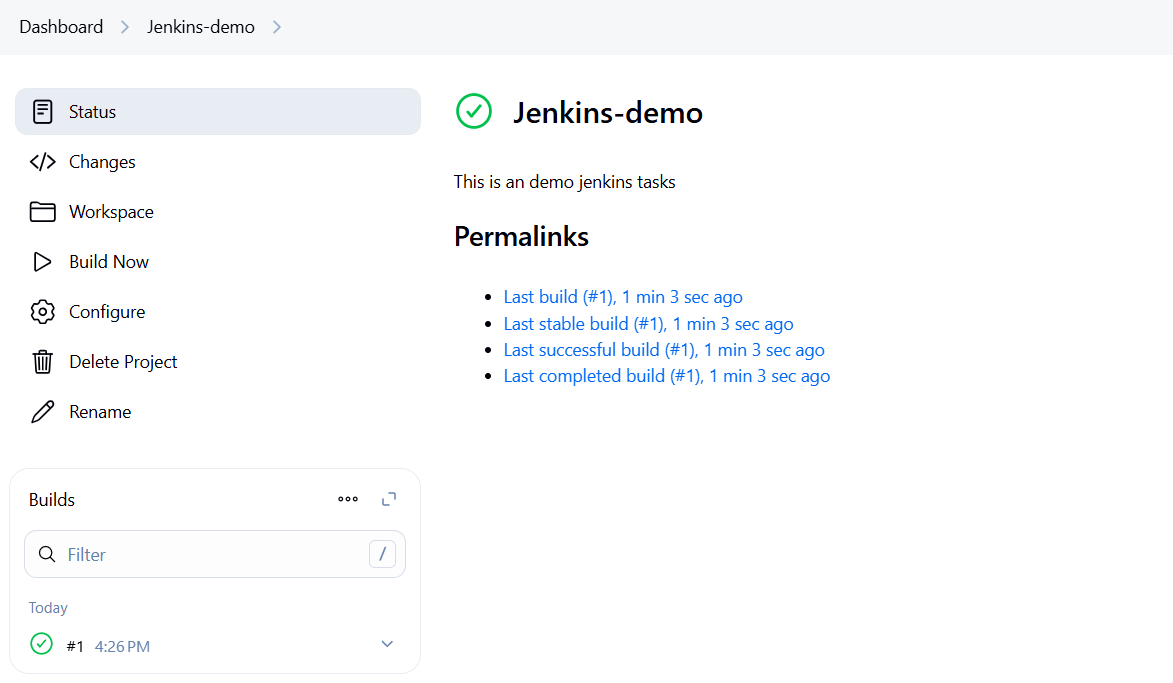 Dashboard
Jenkins-demo
Status
Changes
Workspace
Build Now
Configure
Delete Project
Rename
Builds
Filter
/
Today
#1 4:26 PM
Jenkins-demo
This is an demo jenkins tasks
Permalinks
Last build (#1), 1 min 3 sec ago
Last stable build (#1), 1 min 3 sec ago
Last successful build (#1), 1 min 3 sec ago
Last completed build (#1), 1 min 3 sec ago